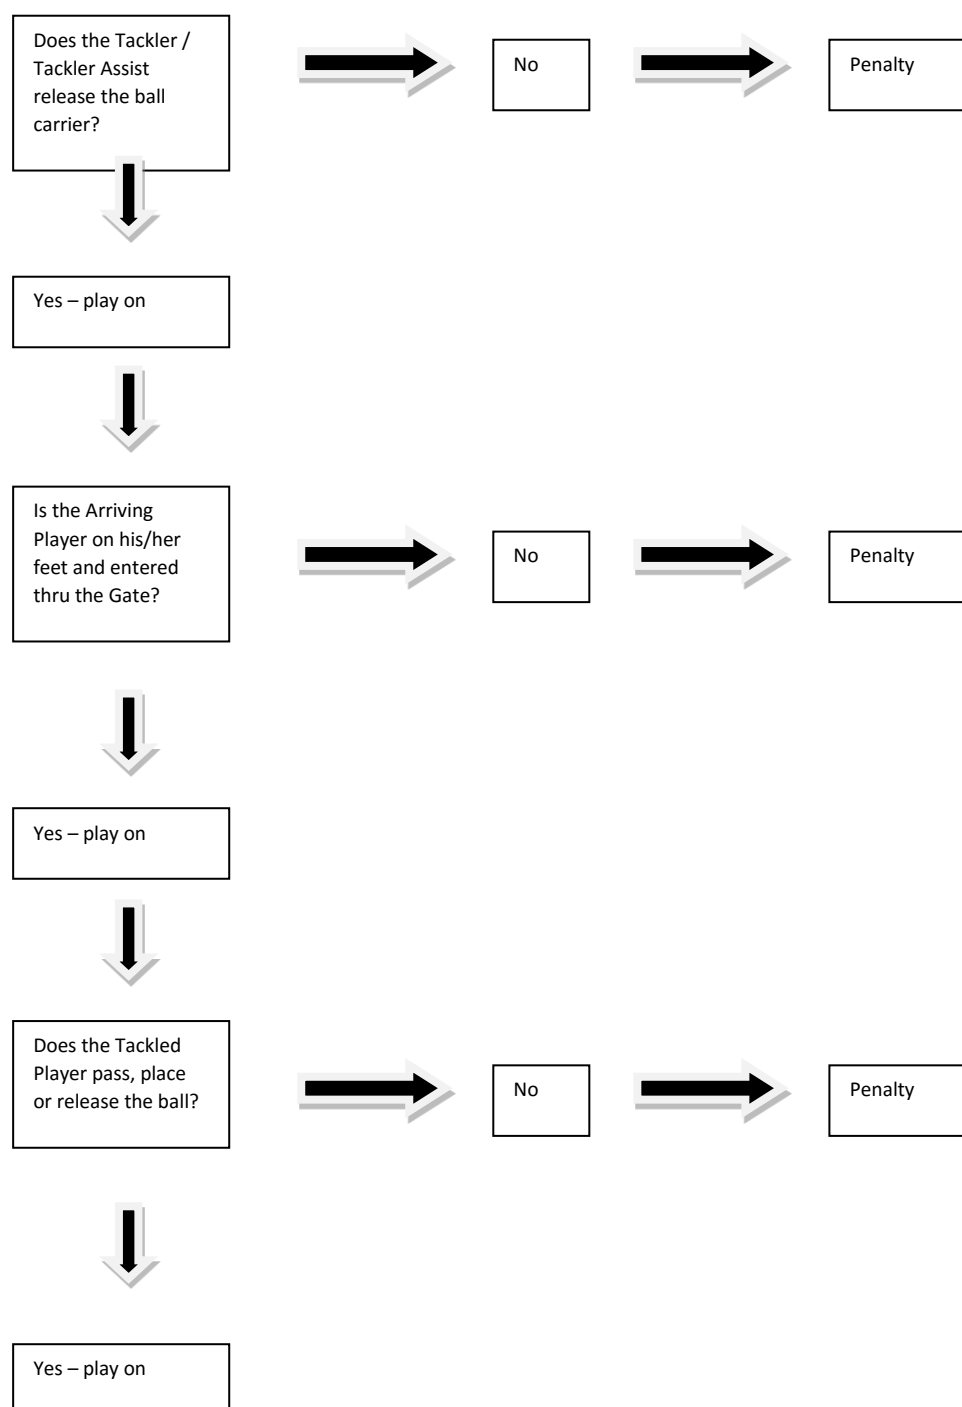 Does the Tackler /
Tackler Assist
release the ball
carrier?
No
Penalty
Yes – play on
Is the Arriving
Player on his/her
feet and entered
thru the Gate?
No
Penalty
Yes – play on
Does the Tackled
Player pass, place
or release the ball?
No
Penalty
Yes – play on